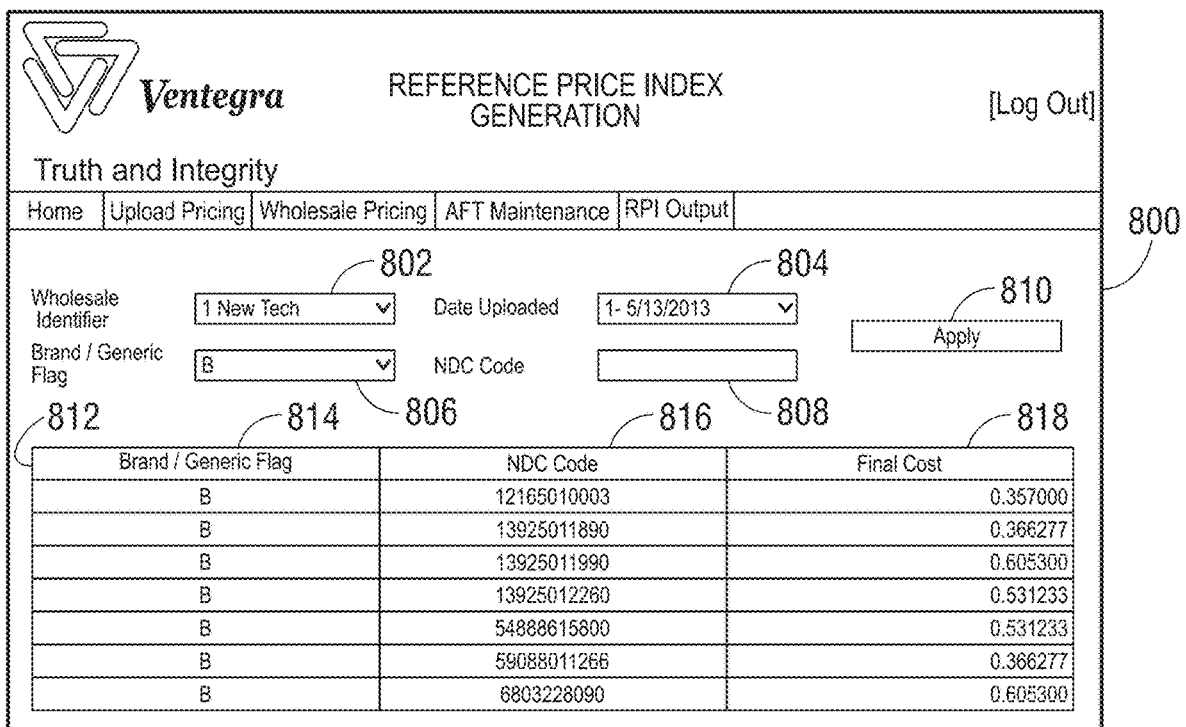 Ventegra
REFERENCE PRICE INDEX
GENERATION
[Log Out]
Truth and Integrity
Home Upload Pricing Wholesale Pricing AFT Maintenance RPI Output
800
802 804
810
Wholesale
Identifier
1 New Tech
Date Uploaded
1- 5/13/2013
Apply
Brand / Generic
Flag
B
NDC Code
812 814 806 816 808 818
Brand / Generic Flag NDC Code Final Cost
B 12165010003 0.357000
B 13925011890 0.366277
B 13925011990 0.605300
B 13925012260 0.531233
B 54888615800 0.531233
B 59088011266 0.366277
B 6803228090 0.605300